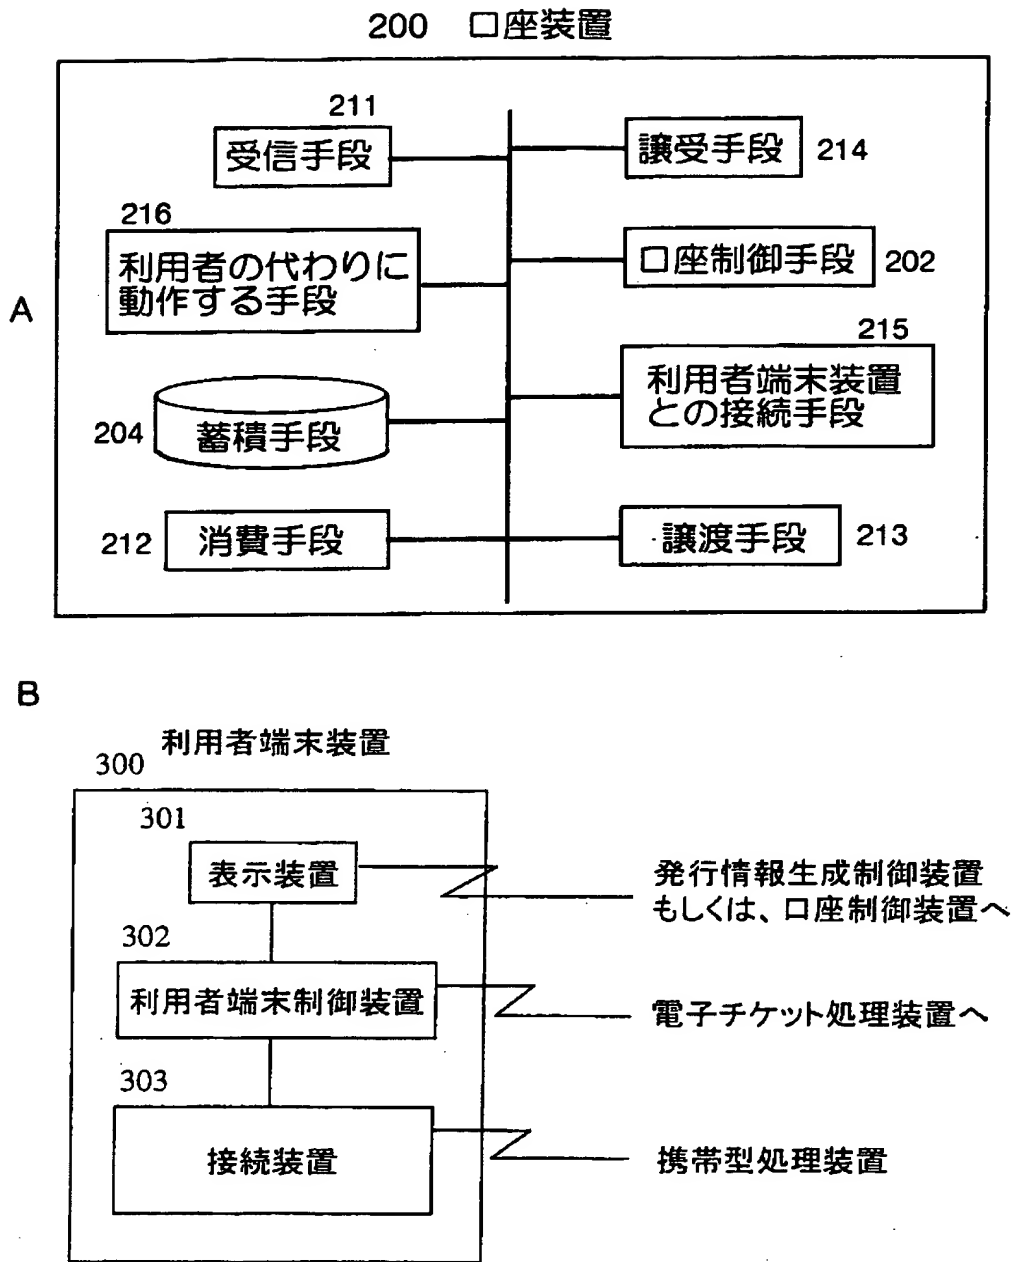 200 口座装置
A
211
受信手段
譲受手段 214
216
利用者の代わりに
動作する手段
口座制御手段 202
215
利用者端末装置
との接続手段
204 蓄積手段
212 消費手段
譲渡手段 213
B
利用者端末装置
300
301
表示装置
発行情報生成制御装置
もしくは、口座制御装置へ
302
利用者端末制御装置
電子チケット処理装置へ
303
接続装置
携帯型処理装置